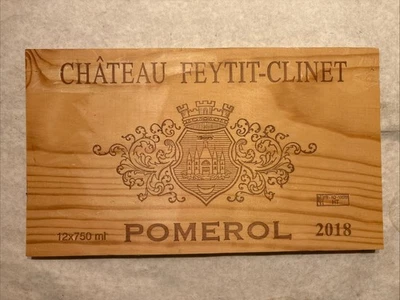 CHÂTEAU FEYTIT-CLINET
12x750 ml
POMEROL
2018